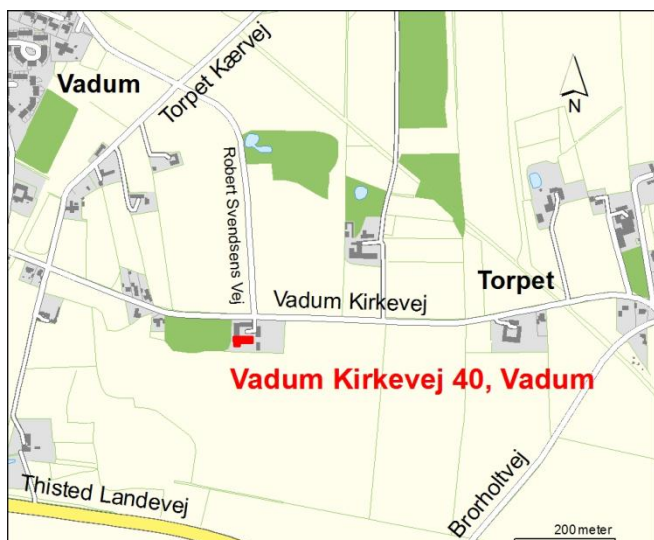 Vadum
Torpet Kærvej
N
Robert Svendsens Vej
Vadum Kirkevej
Torpet
Vadum Kirkevej 40, Vadum
Brorholtvej
Thisted Landevej
200 meter